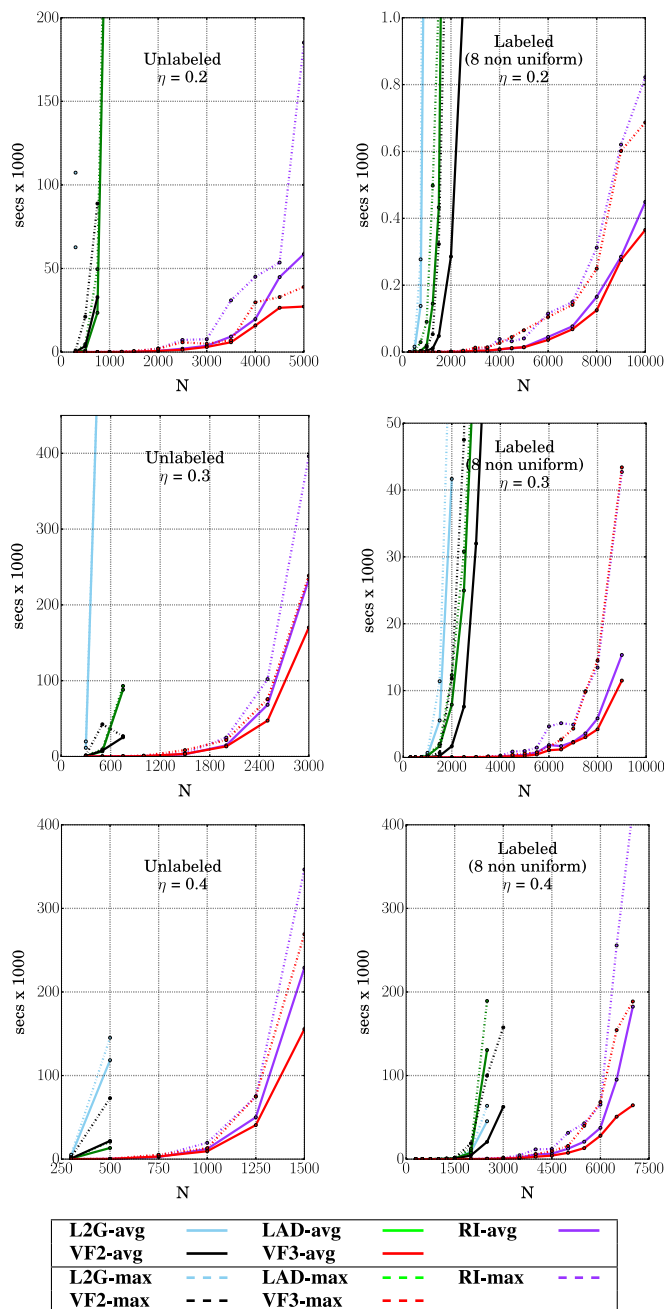 200
150
100
50
0
0 1000 2000 3000 4000 5000
N
secs x 1000
Unlabeled
η = 0.2
1.0
0.8
0.6
0.4
0.2
0.0
0 2000 4000 6000 8000 10000
N
secs x 1000
Labeled
(8 non uniform)
η = 0.2
400
300
200
100
0
0 600 1200 1800 2400 3000
N
secs x 1000
Unlabeled
η = 0.3
50
40
30
20
10
0
0 2000 4000 6000 8000 10000
N
secs x 1000
Labeled
(8 non uniform)
η = 0.3
400
300
200
100
0
250 500 750 1000 1250 1500
N
secs x 1000
Unlabeled
η = 0.4
400
300
200
100
0
0 1500 3000 4500 6000 7500
N
secs x 1000
Labeled
(8 non uniform)
η = 0.4
L2G-avg LAD-avg RI-avg
VF2-avg VF3-avg
L2G-max LAD-max RI-max
VF2-max VF3-max